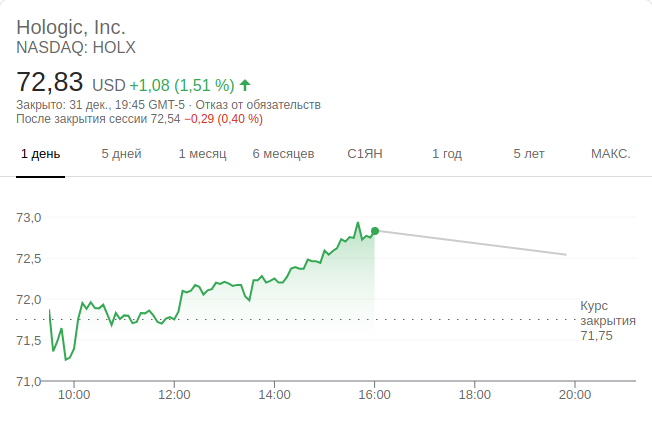 Hologic, Inc.
NASDAQ: HOLX
72,83 USD +1,08 (1,51 %)
Закрыто: 31 дек., 19:45 GMT-5 · Отказ от обязательств
После закрытия сессии 72,54 −0,29 (0,40 %)
1 день 5 дней 1 месяц 6 месяцев С1ЯН 1 год 5 лет МАКС.
73,0
72,5
72,0
Курс
закрытия
71,75
71,5
71,0
10:00 12:00 14:00 16:00 18:00 20:00